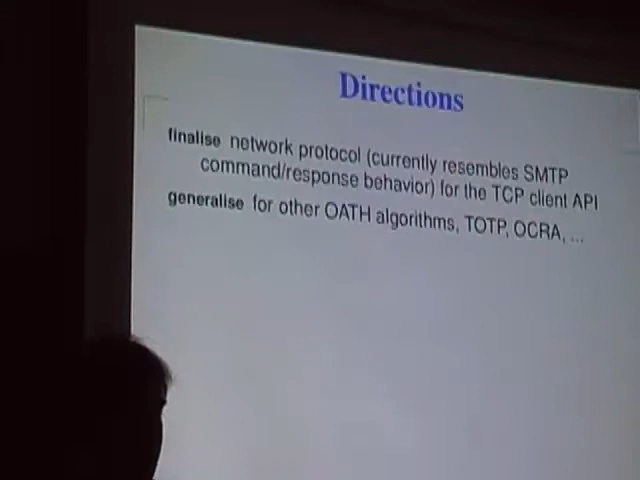 Directions
finalise network protocol (currently resembles SMTP
command/response behavior) for the TCP client API
generalise for other OATH algorithms, TOTP, OCRA, ...